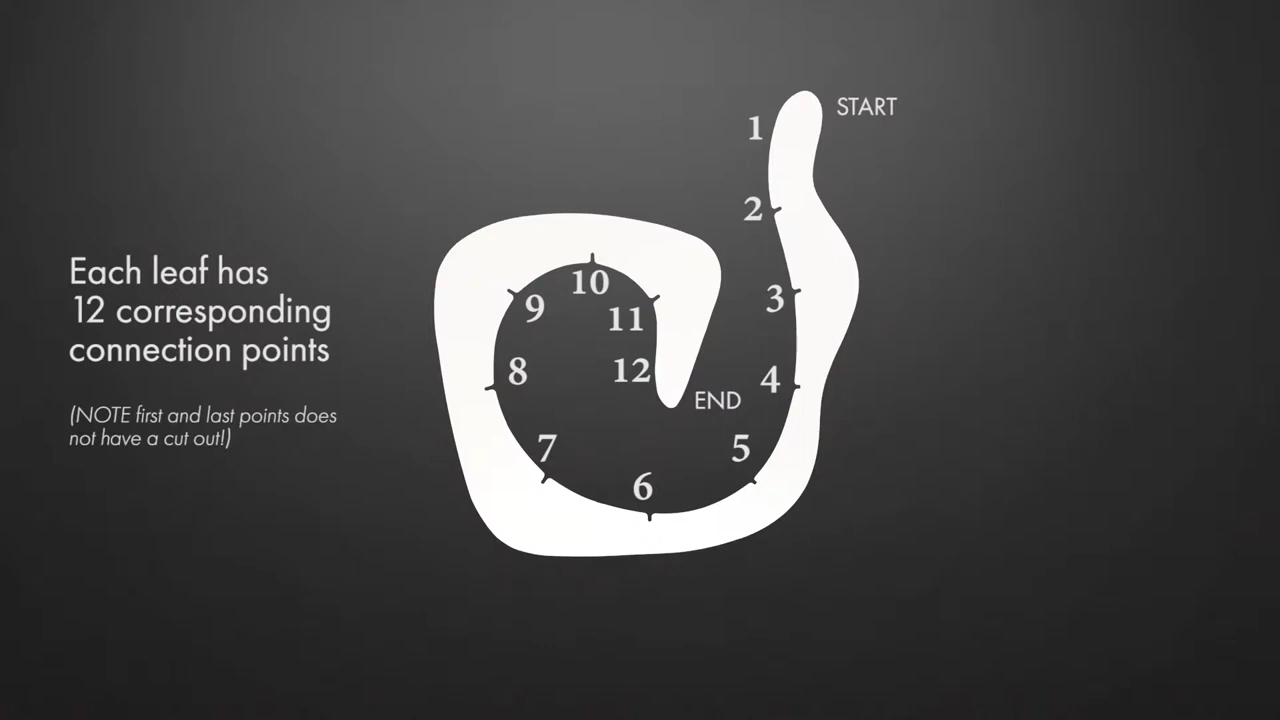 START
1
2
Each leaf has
12 corresponding
connection points
(NOTE first and last points does
not have a cut out!)
3
4
5
6
7
8
9
10
11
12
END